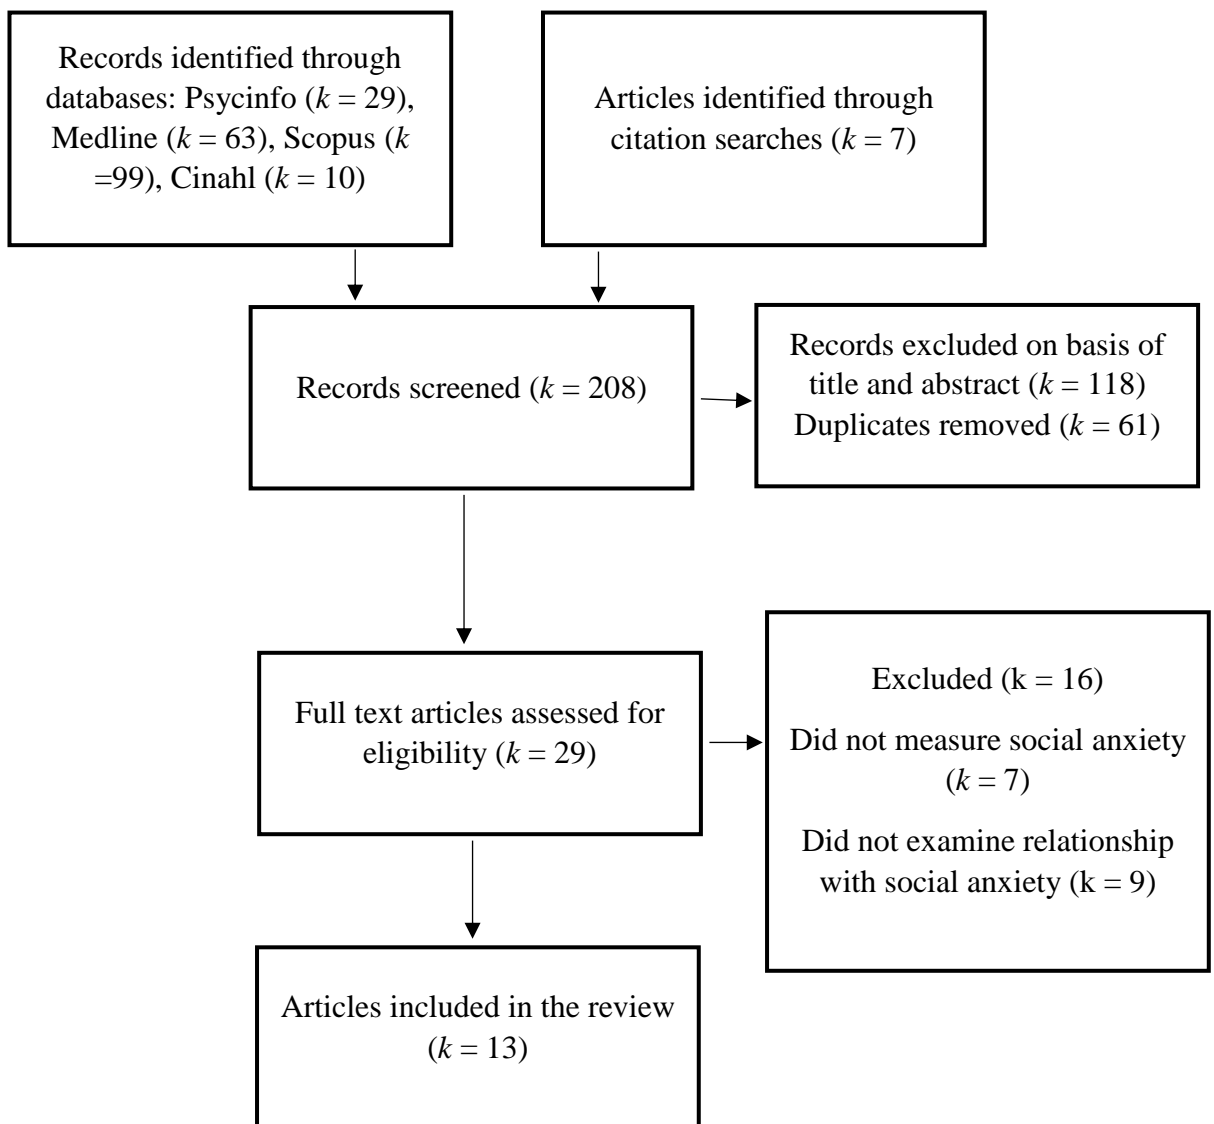 Records identified through
databases: Psycinfo (k = 29),
Medline (k = 63), Scopus (k
=99), Cinahl (k = 10)
Articles identified through
citation searches (k = 7)
Records screened (k = 208)
Records excluded on basis of
title and abstract (k = 118)
Duplicates removed (k = 61)
Full text articles assessed for
eligibility (k = 29)
Excluded (k = 16)
Did not measure social anxiety
(k = 7)
Did not examine relationship
with social anxiety (k = 9)
Articles included in the review
(k = 13)